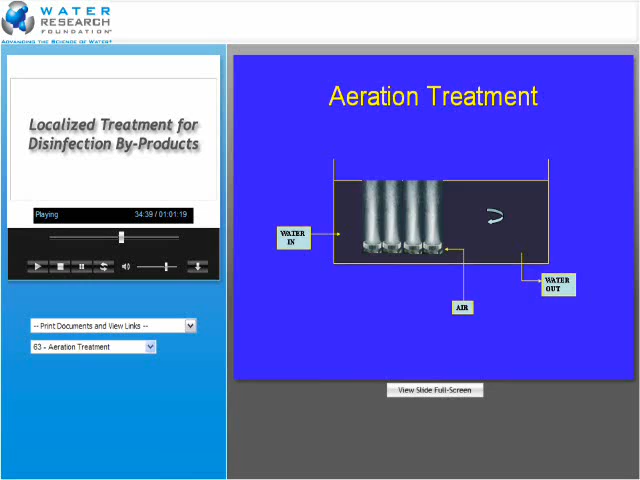 WATER
RESEARCH
FOUNDATION
ADVANCING THE SCIENCE OF WATER®
Localized Treatment for
Disinfection By-Products
Playing 34:39 / 01:01:19
-- Print Documents and View Links --
63 - Aeration Treatment
Aeration Treatment
WATER
IN
AIR
WATER
OUT
View Slide Full-Screen